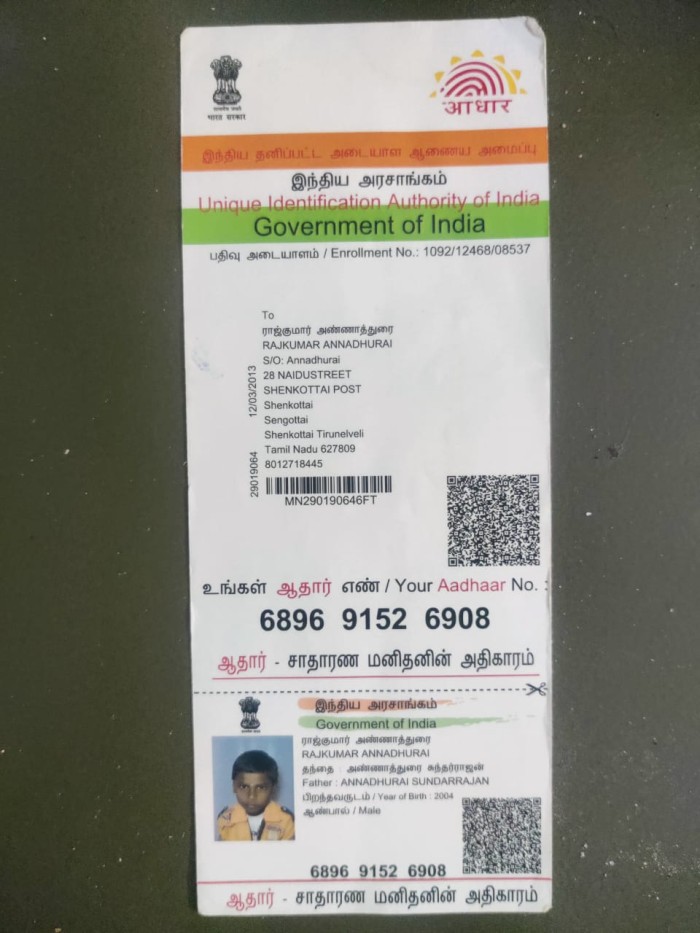 भारत सरकार
आधार
இந்திய தனிப்பட்ட அடையாள ஆணைய அமைப்பு
இந்திய அரசாங்கம்
Unique Identification Authority of India
Government of India
பதிவு அடையாளம் / Enrollment No.: 1092/12468/08537
To
ராஜ்குமார் அண்ணாத்துரை
RAJKUMAR ANNADHURAI
S/O: Annadhurai
28 NAIDUSTREET
SHENKOTTAI POST
Shenkottai
Sengottai
Shenkottai Tirunelveli
Tamil Nadu 627809
8012718445
12/03/2013
29019064
MN290190646FT
உங்கள் ஆதார் எண் / Your Aadhaar No. :
6896 9152 6908
ஆதார் - சாதாரண மனிதனின் அதிகாரம்
இந்திய அரசாங்கம்
Government of India
ராஜ்குமார் அண்ணாத்துரை
RAJKUMAR ANNADHURAI
தந்தை : அண்ணாத்துரை சுந்தர்ராஜன்
Father : ANNADHURAI SUNDARRAJAN
பிறந்தவருடம் / Year of Birth : 2004
ஆண்பால் / Male
6896 9152 6908
ஆதார் - சாதாரண மனிதனின் அதிகாரம்